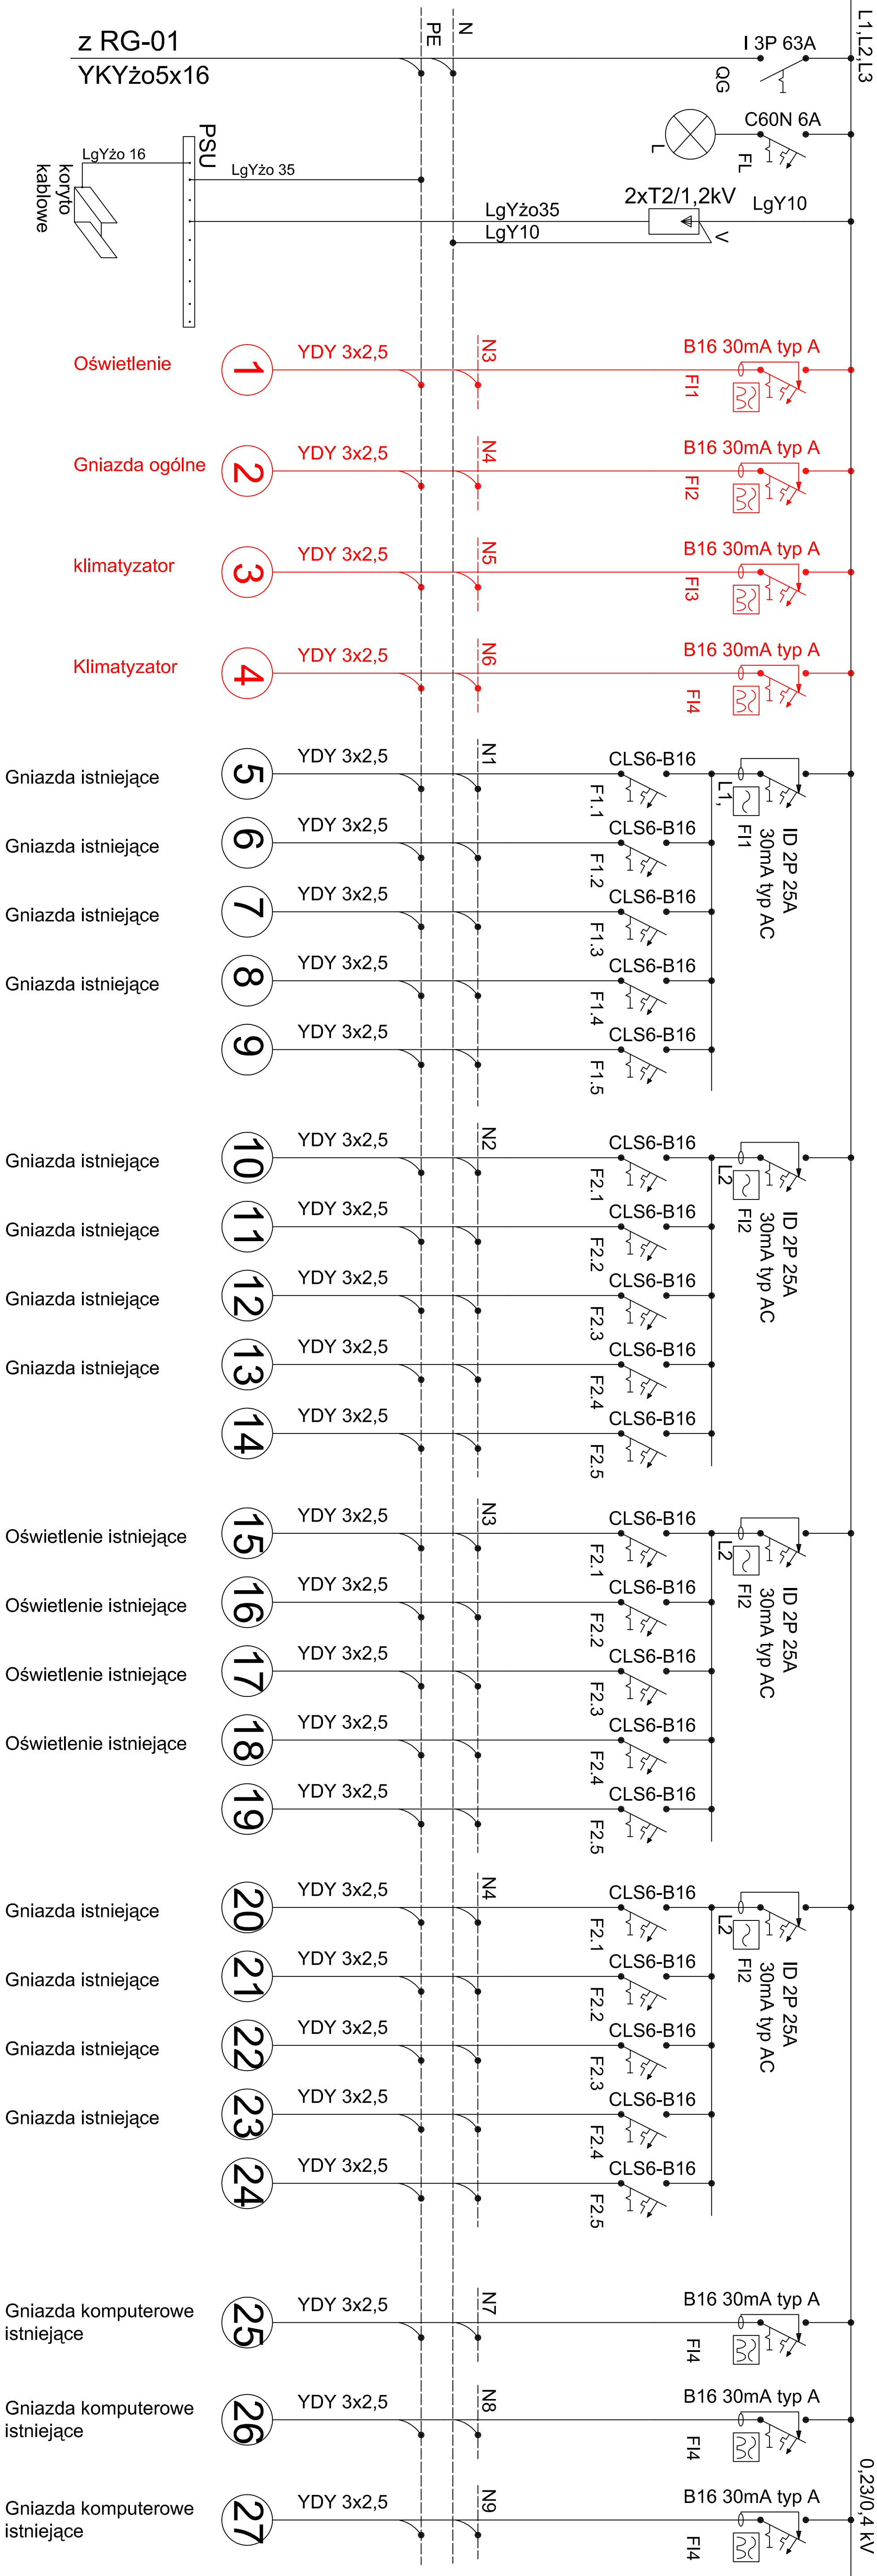 L1,L2,L3
N
PE
z RG-01
YKYżo5x16
I 3P 63A
QG
C60N 6A
FL
L
PSU
LgYżo 16
LgYżo 35
koryto
kablowe
2xT2/1,2kV
LgY10
LgYżo35
LgY10
V
Oświetlenie
1
YDY 3x2,5
N3
B16 30mA typ A
FI1
Gniazda ogólne
2
YDY 3x2,5
N4
B16 30mA typ A
FI2
klimatyzator
3
YDY 3x2,5
N5
B16 30mA typ A
FI3
Klimatyzator
4
YDY 3x2,5
N6
B16 30mA typ A
FI4
Gniazda istniejące
5
YDY 3x2,5
N1
CLS6-B16
F1.1
L1,
FI1
ID 2P 25A
30mA typ AC
Gniazda istniejące
6
YDY 3x2,5
CLS6-B16
F1.2
Gniazda istniejące
7
YDY 3x2,5
CLS6-B16
F1.3
Gniazda istniejące
8
YDY 3x2,5
CLS6-B16
F1.4
9
YDY 3x2,5
CLS6-B16
F1.5
Gniazda istniejące
10
YDY 3x2,5
N2
CLS6-B16
F2.1
L2
FI2
ID 2P 25A
30mA typ AC
Gniazda istniejące
11
YDY 3x2,5
CLS6-B16
F2.2
Gniazda istniejące
12
YDY 3x2,5
CLS6-B16
F2.3
Gniazda istniejące
13
YDY 3x2,5
CLS6-B16
F2.4
14
YDY 3x2,5
CLS6-B16
F2.5
Oświetlenie istniejące
15
YDY 3x2,5
N3
CLS6-B16
F2.1
L2
FI2
ID 2P 25A
30mA typ AC
Oświetlenie istniejące
16
YDY 3x2,5
CLS6-B16
F2.2
Oświetlenie istniejące
17
YDY 3x2,5
CLS6-B16
F2.3
Oświetlenie istniejące
18
YDY 3x2,5
CLS6-B16
F2.4
19
YDY 3x2,5
CLS6-B16
F2.5
Gniazda istniejące
20
YDY 3x2,5
N4
CLS6-B16
F2.1
L2
FI2
ID 2P 25A
30mA typ AC
Gniazda istniejące
21
YDY 3x2,5
CLS6-B16
F2.2
Gniazda istniejące
22
YDY 3x2,5
CLS6-B16
F2.3
Gniazda istniejące
23
YDY 3x2,5
CLS6-B16
F2.4
24
YDY 3x2,5
CLS6-B16
F2.5
Gniazda komputerowe
istniejące
25
YDY 3x2,5
N7
B16 30mA typ A
FI4
Gniazda komputerowe
istniejące
26
YDY 3x2,5
N8
B16 30mA typ A
FI4
Gniazda komputerowe
istniejące
27
YDY 3x2,5
N9
B16 30mA typ A
FI4
0,23/0,4 kV